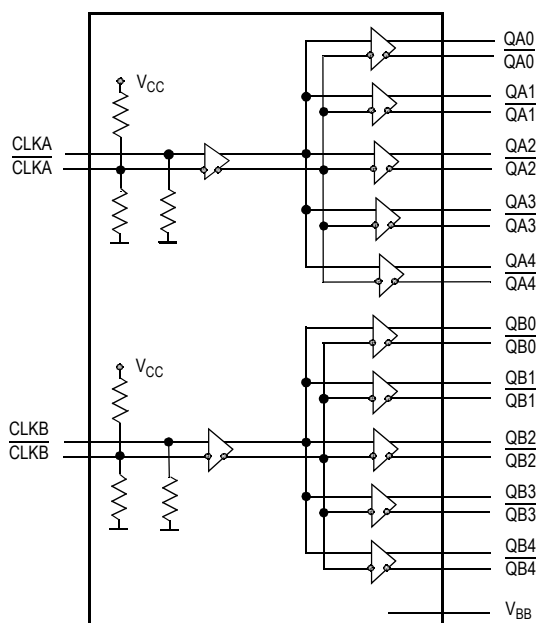 QA0
QA0
VCC
QA1
QA1
CLKA
CLKA
QA2
QA2
QA3
QA3
QA4
QA4
QB0
QB0
VCC
QB1
QB1
CLKB
CLKB
QB2
QB2
QB3
QB3
QB4
QB4
VBB